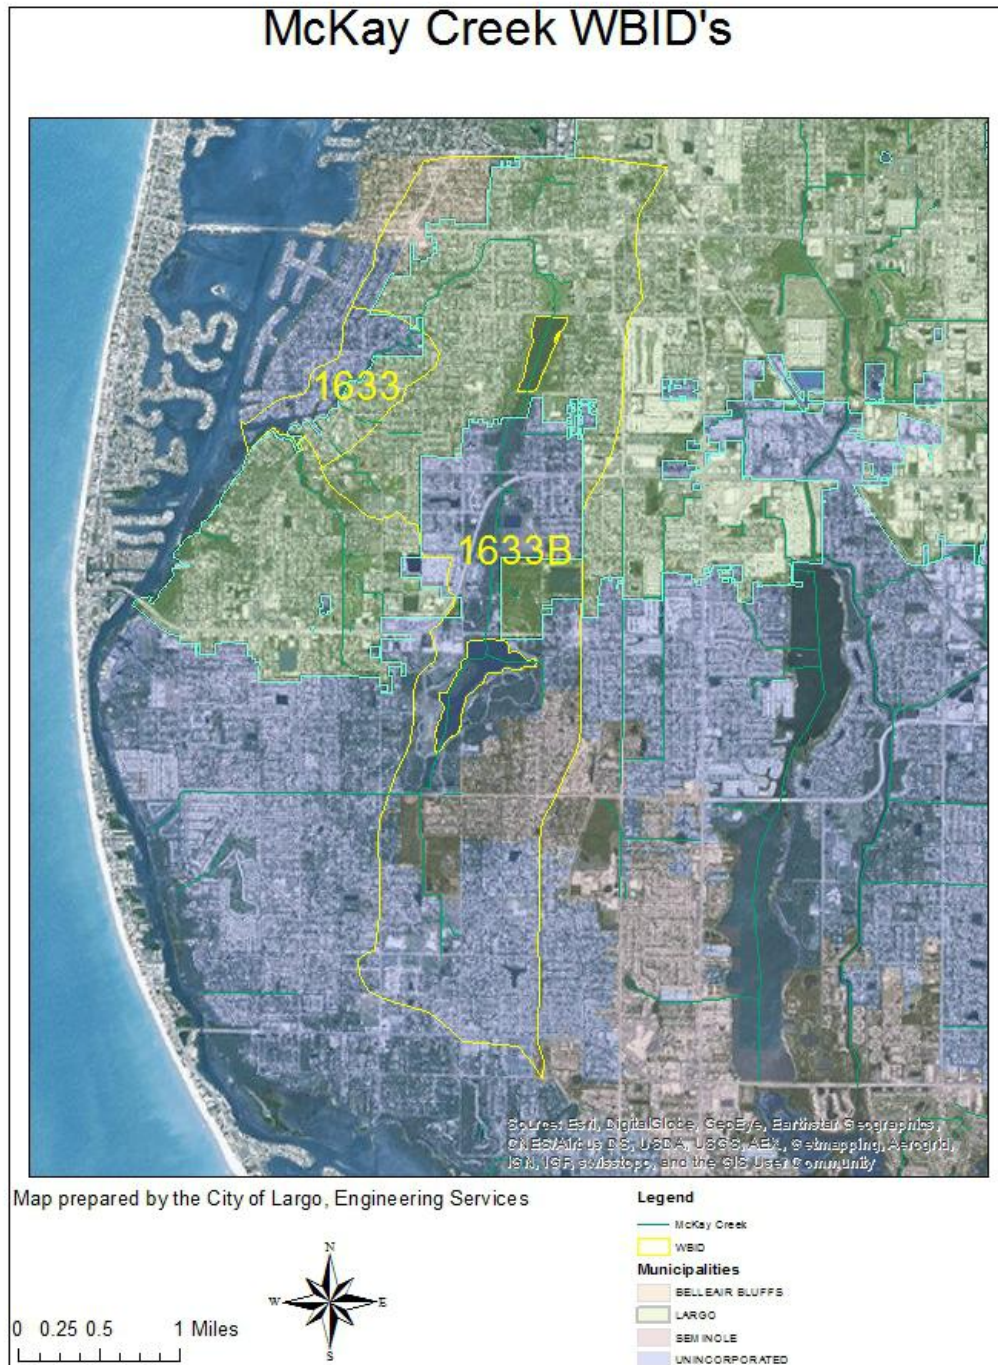 McKay Creek WBID's
1633
1633B
Source: Esri, DigitalGlobe, GeoEye, Earthstar Geographics,
CNES/Airbus DS, USDA, USGS, AEX, Getmapping, Aerogrid,
IGN, IGP, swisstopo, and the GIS User Community
Map prepared by the City of Largo, Engineering Services
N
W
E
S
0 0.25 0.5 1 Miles
Legend
McKay Creek
WBID
Municipalities
BELLEAIR BLUFFS
LARGO
SEMINOLE
UNINCORPORATED